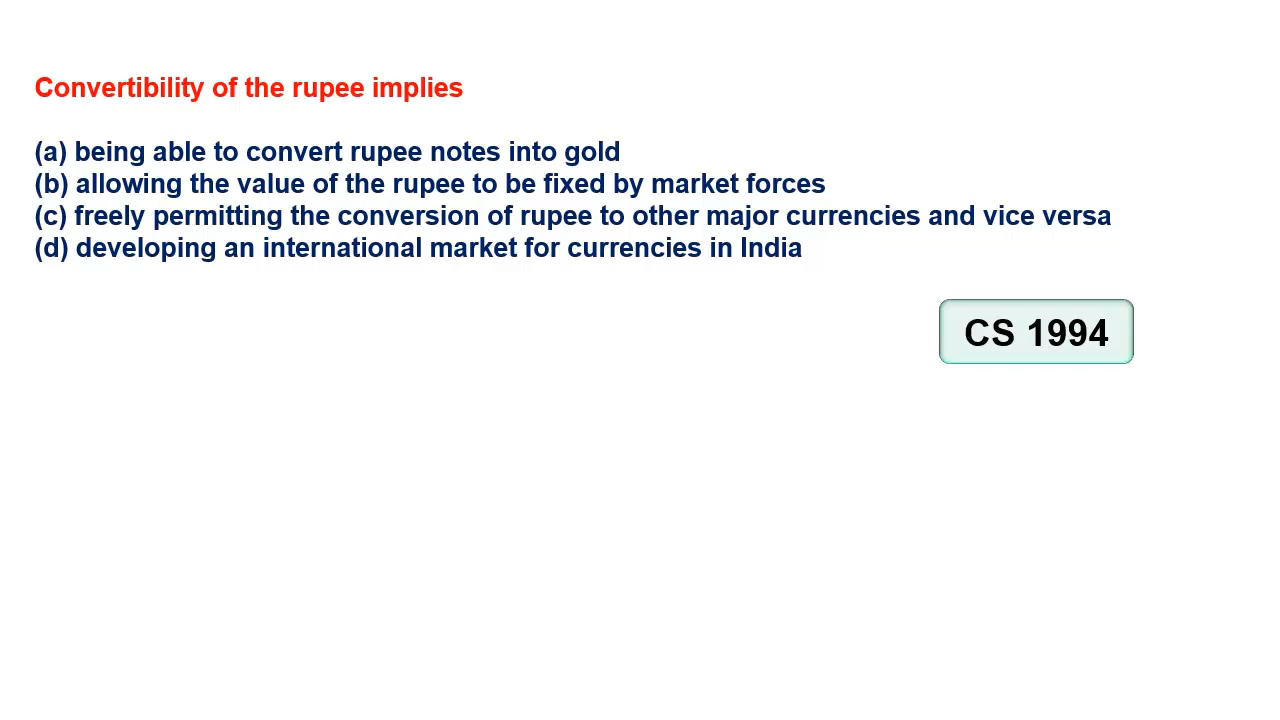 Convertibility of the rupee implies
(a) being able to convert rupee notes into gold
(b) allowing the value of the rupee to be fixed by market forces
(c) freely permitting the conversion of rupee to other major currencies and vice versa
(d) developing an international market for currencies in India
CS 1994